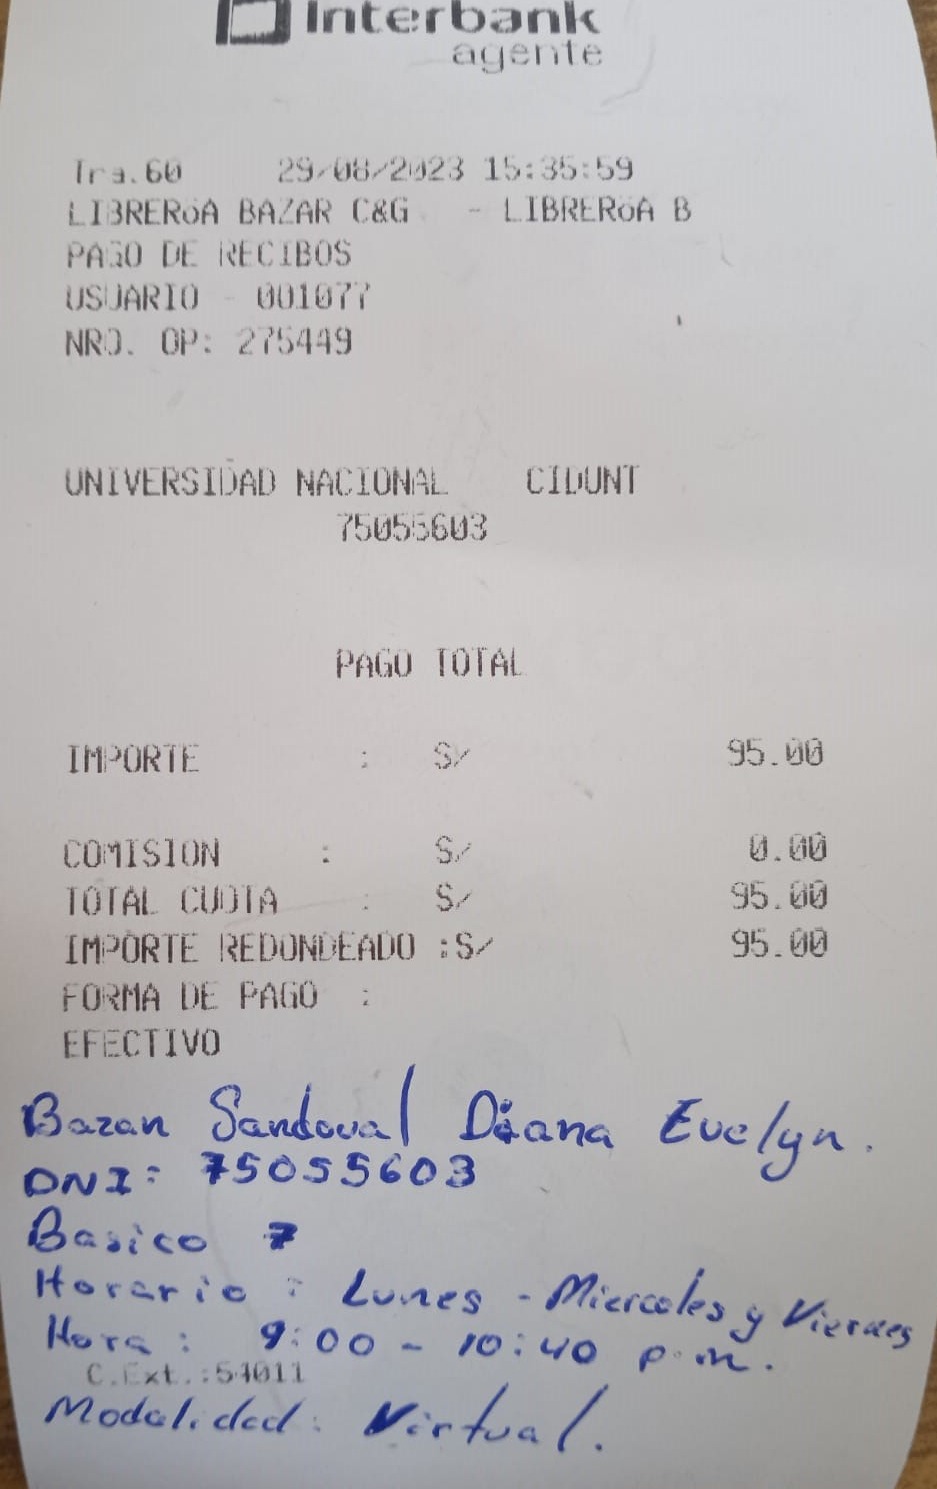 Interbank
agente
Tra.60 29/08/2023 15:35:59
LIBRERóA BAZAR C&G - LIBRERóA B
PAGO DE RECIBOS
USUARIO - 001077
NRO. OP: 275449
UNIVERSIDAD NACIONAL CIDUNT
75055603
PAGO TOTAL
IMPORTE : S/ 95.00
COMISION : S/ 0.00
TOTAL CUOTA : S/ 95.00
IMPORTE REDONDEADO :S/ 95.00
FORMA DE PAGO :
EFECTIVO
Bazan Sandoval Diana Evelyn.
DNI: 75055603
Basico 7
Horario : Lunes - Miercoles y Viernes
Hora : 9:00 - 10:40 p.m.
C.Ext.:54011
Modalidad: Virtual.